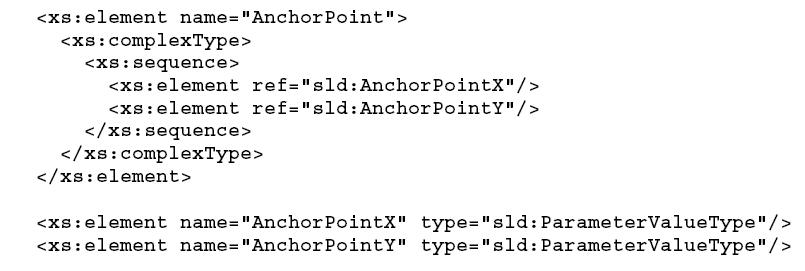 <xs:element name="AnchorPoint">
  <xs:complexType>
    <xs:sequence>
      <xs:element ref="sld:AnchorPointX"/>
      <xs:element ref="sld:AnchorPointY"/>
    </xs:sequence>
  </xs:complexType>
</xs:element>

<xs:element name="AnchorPointX" type="sld:ParameterValueType"/>
<xs:element name="AnchorPointY" type="sld:ParameterValueType"/>